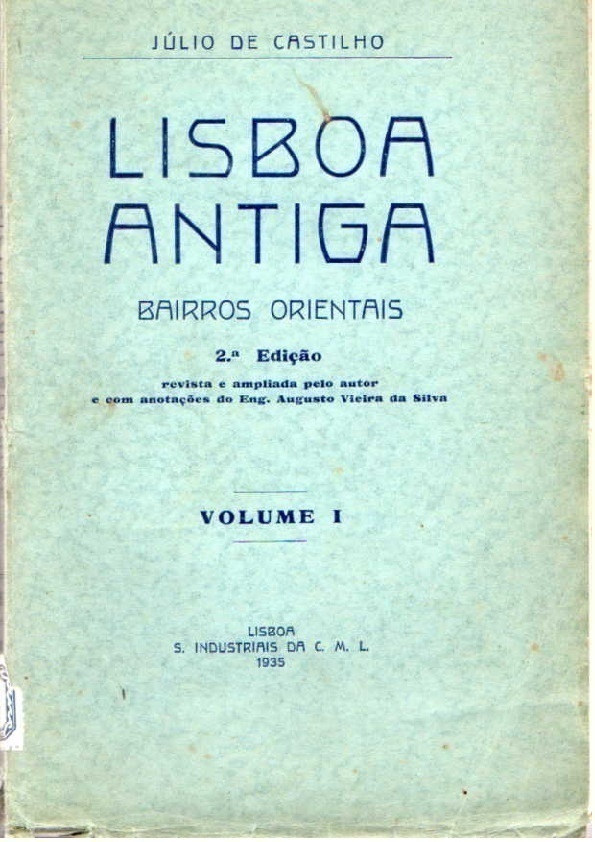 JÚLIO DE CASTILHO
LISBOA
ANTIGA
BAIRROS ORIENTAIS
2.ª Edição
revista e ampliada pelo autor
e com anotações do Eng. Augusto Vieira da Silva
VOLUME I
LISBOA
S. INDUSTRIAIS DA C. M. L.
1935